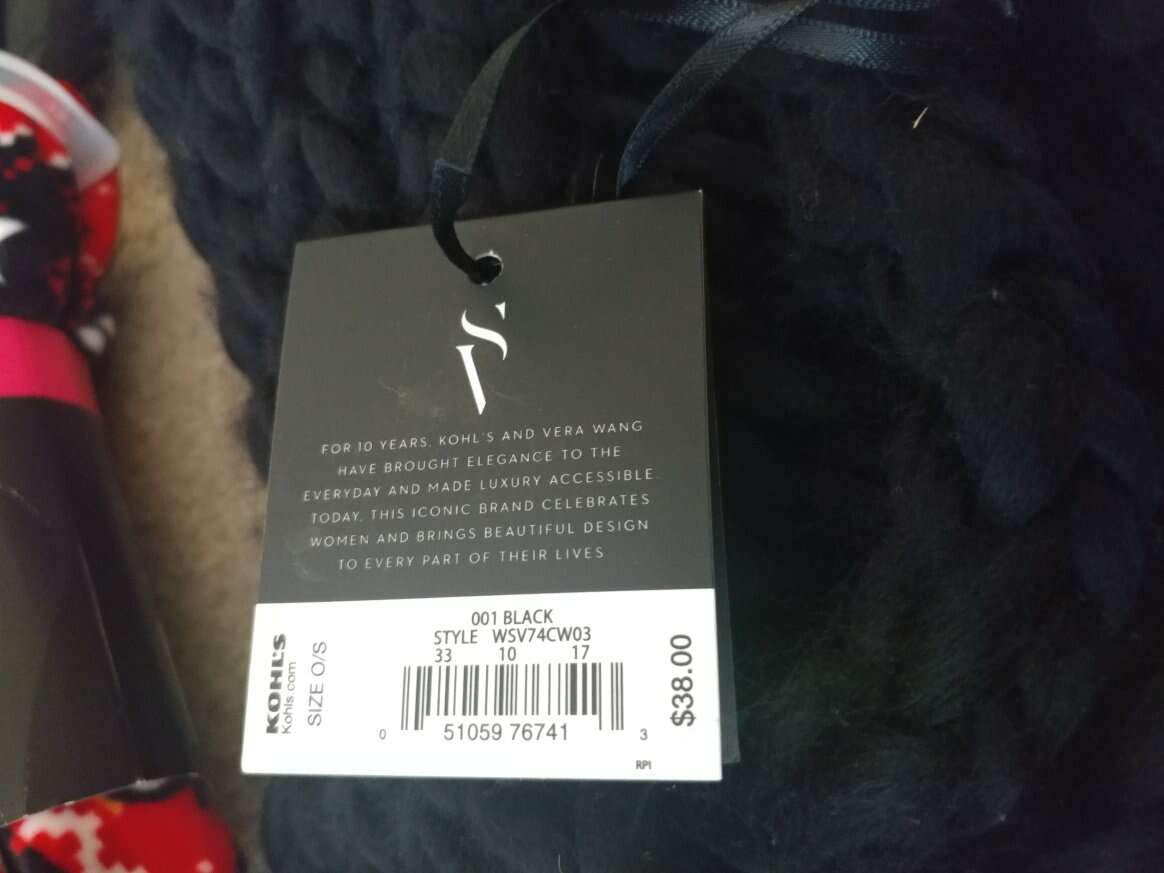 FOR 10 YEARS, KOHL'S AND VERA WANG
HAVE BROUGHT ELEGANCE TO THE
EVERYDAY AND MADE LUXURY ACCESSIBLE.
TODAY, THIS ICONIC BRAND CELEBRATES
WOMEN AND BRINGS BEAUTIFUL DESIGN
TO EVERY PART OF THEIR LIVES
001 BLACK
STYLE WSV74CW03
33 10 17
KOHL'S
Kohls.com
SIZE O/S
0 51059 76741 3
$38.00
RPI